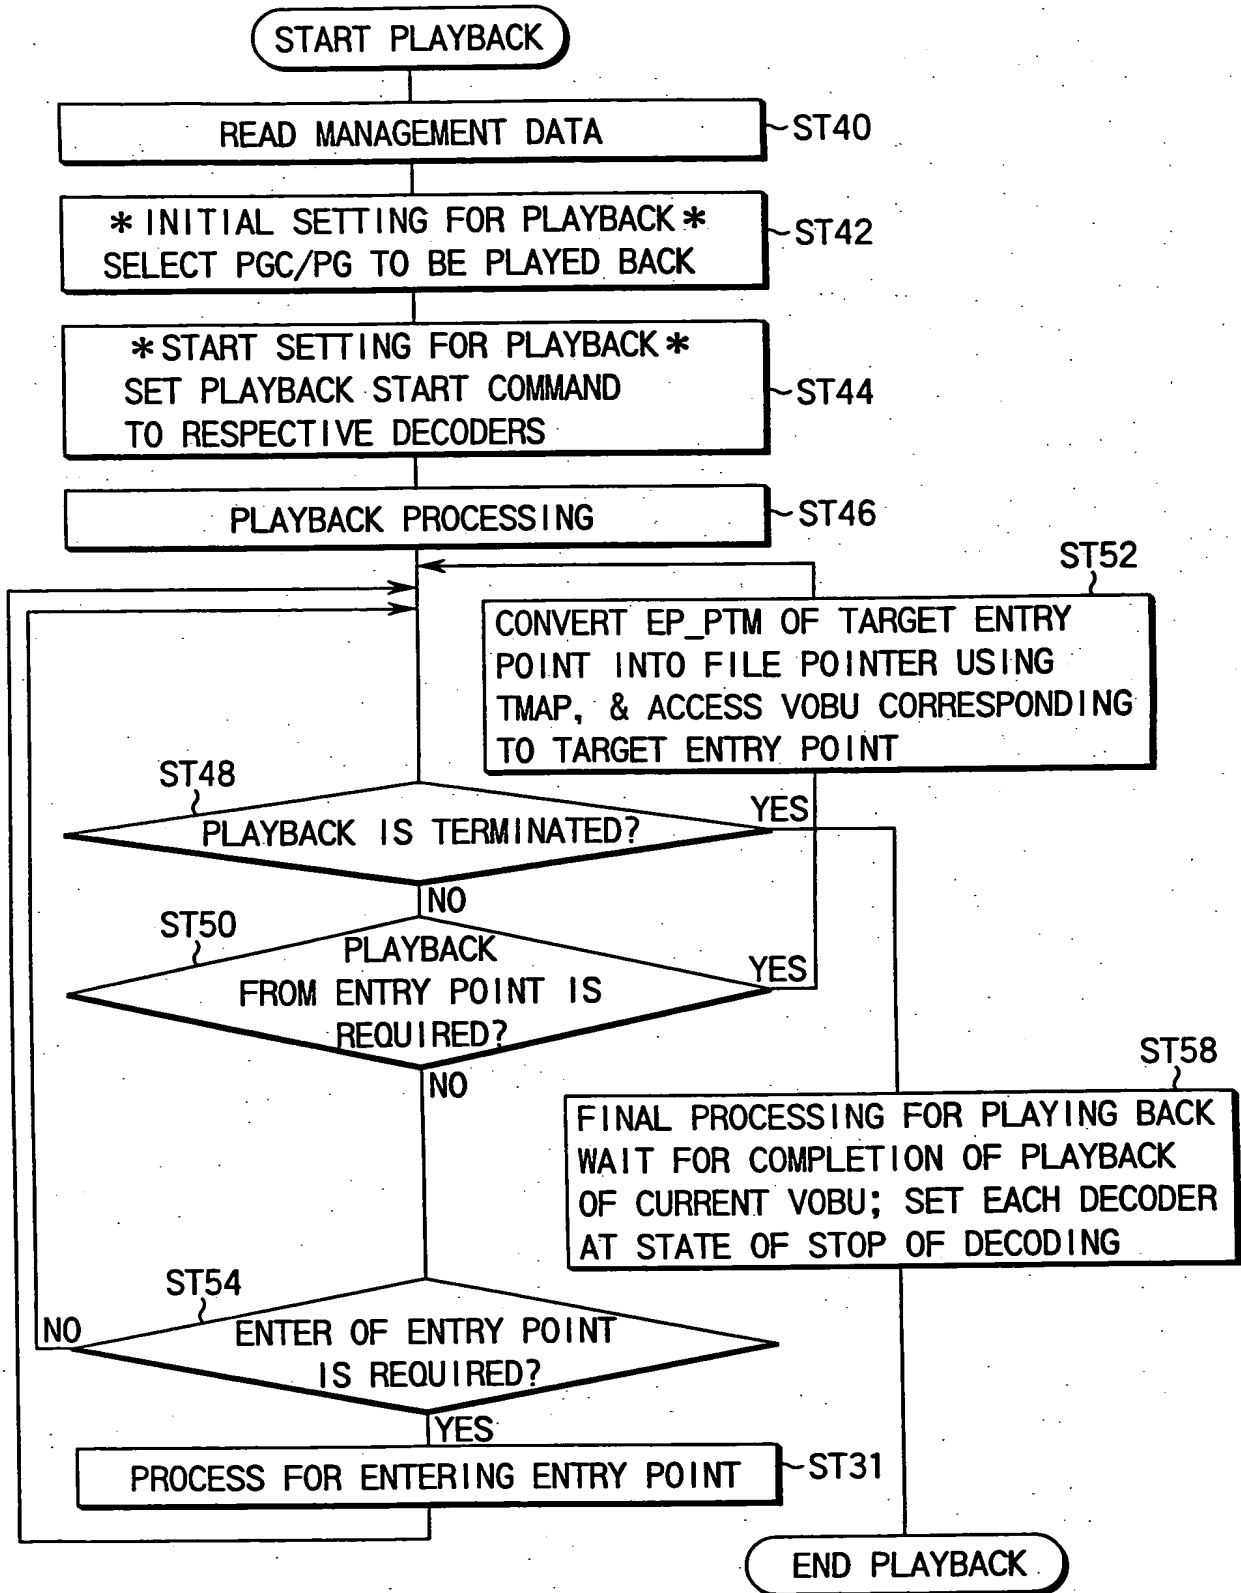 START PLAYBACK
READ MANAGEMENT DATA
ST40
* INITIAL SETTING FOR PLAYBACK *
SELECT PGC/PG TO BE PLAYED BACK
ST42
* START SETTING FOR PLAYBACK *
SET PLAYBACK START COMMAND
TO RESPECTIVE DECODERS
ST44
PLAYBACK PROCESSING
ST46
ST52
CONVERT EP_PTM OF TARGET ENTRY
POINT INTO FILE POINTER USING
TMAP, & ACCESS VOBU CORRESPONDING
TO TARGET ENTRY POINT
ST48
PLAYBACK IS TERMINATED?
YES
NO
ST50
PLAYBACK
FROM ENTRY POINT IS
REQUIRED?
YES
NO
ST58
FINAL PROCESSING FOR PLAYING BACK
WAIT FOR COMPLETION OF PLAYBACK
OF CURRENT VOBU; SET EACH DECODER
AT STATE OF STOP OF DECODING
ST54
NO
ENTER OF ENTRY POINT
IS REQUIRED?
YES
PROCESS FOR ENTERING ENTRY POINT
ST31
END PLAYBACK